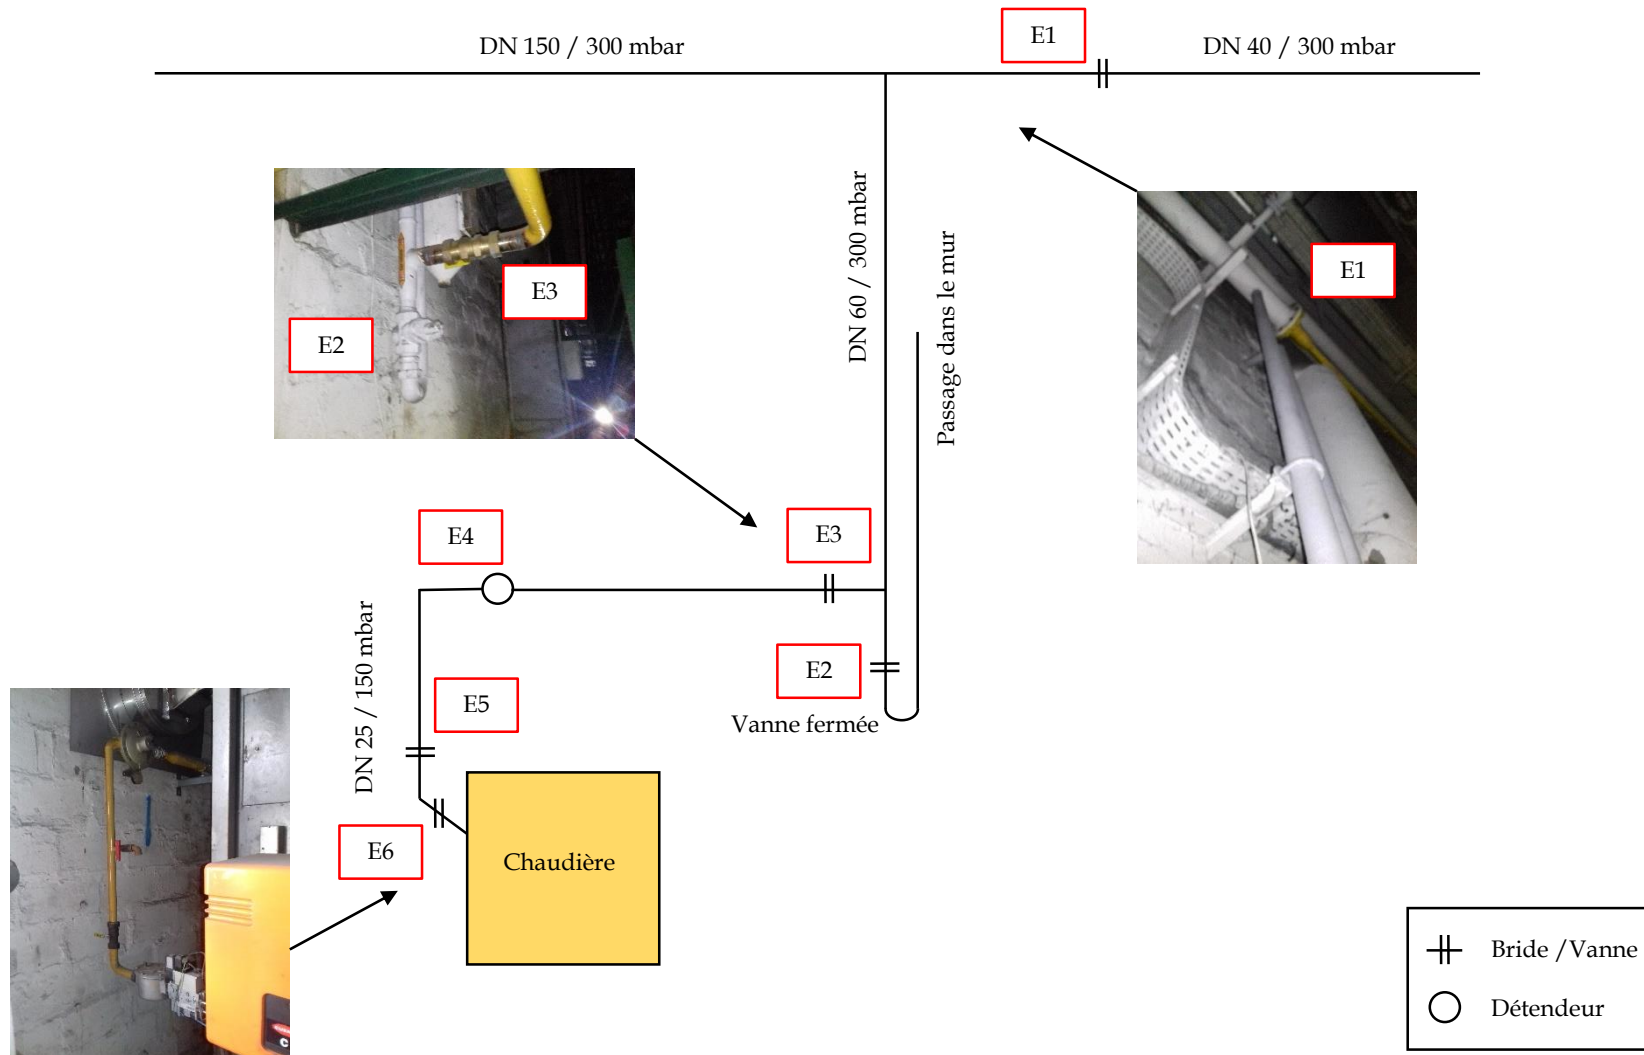 DN 150 / 300 mbar
E1
DN 40 / 300 mbar
DN 60 / 300 mbar
Passage dans le mur
E1
E3
E2
E4
E3
DN 25 / 150 mbar
E2
E5
Vanne fermée
E6
Chaudière
Bride /Vanne
Détendeur